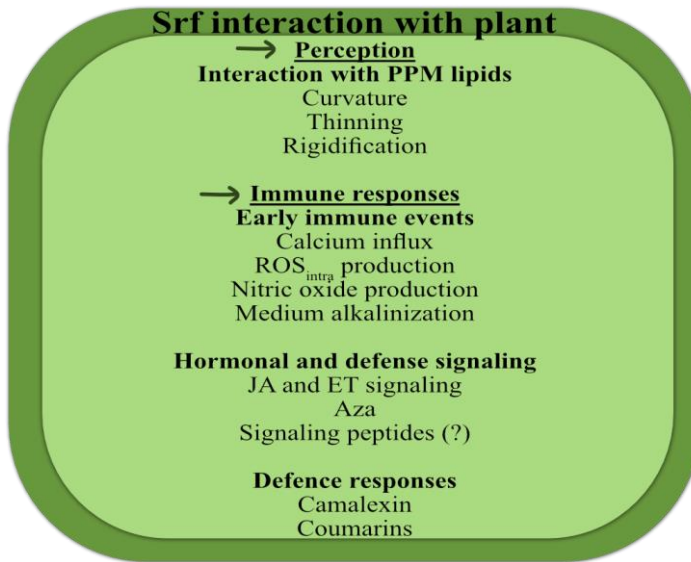 Srf interaction with plant
→ Perception
Interaction with PPM lipids
Curvature
Thinning
Rigidification
→ Immune responses
Early immune events
Calcium influx
ROSintra production
Nitric oxide production
Medium alkalinization
Hormonal and defense signaling
JA and ET signaling
Aza
Signaling peptides (?)
Defence responses
Camalexin
Coumarins